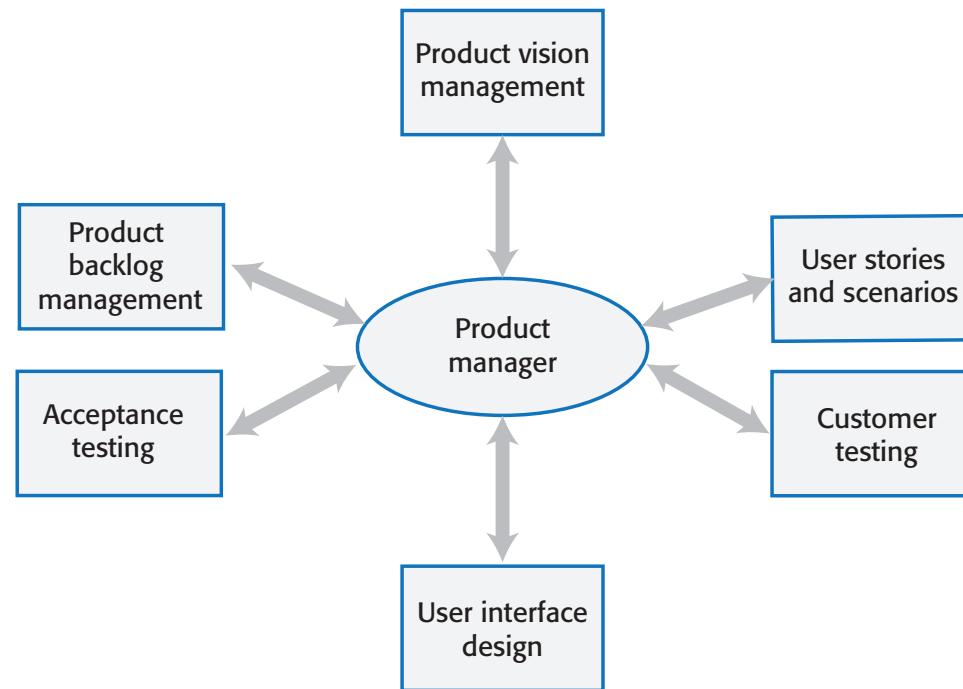 Product vision
management
Product
backlog
management
User stories
and scenarios
Product
manager
Acceptance
testing
Customer
testing
User interface
design